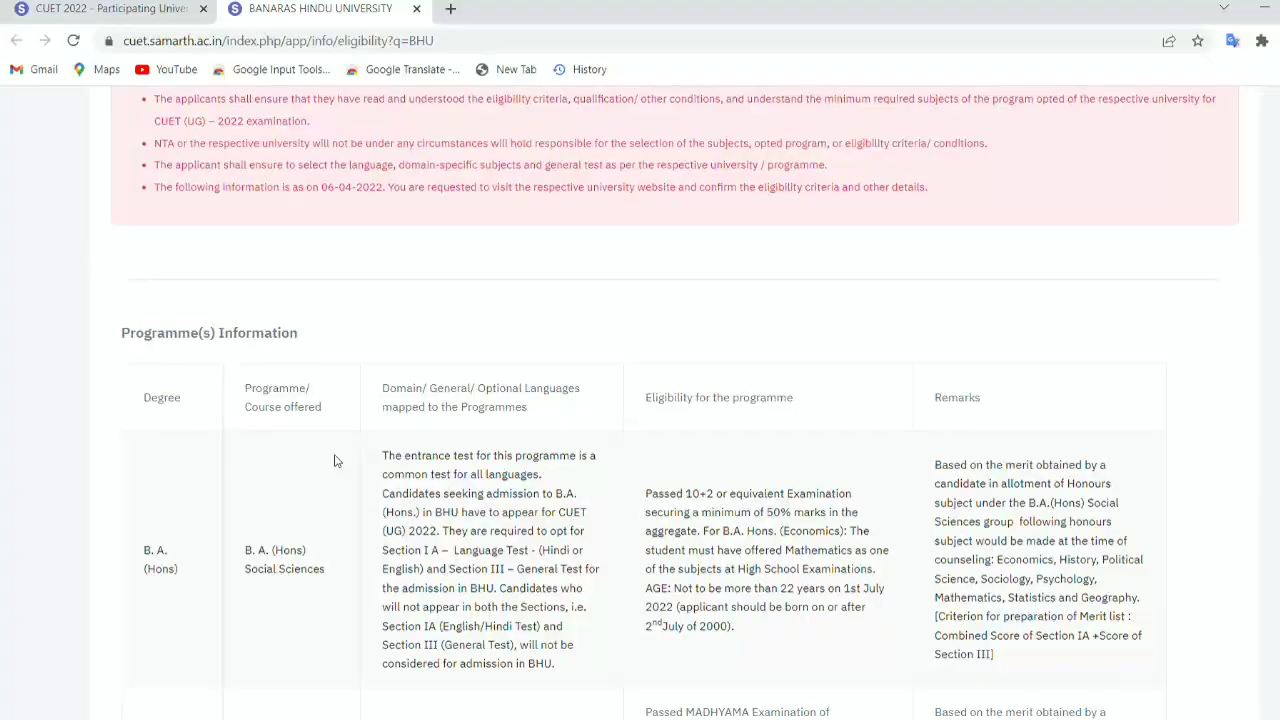 CUET 2022 - Participating Univer
BANARAS HINDU UNIVERSITY
cuet.samarth.ac.in/index.php/app/info/eligibility?q=BHU
Gmail
Maps
YouTube
Google Input Tools...
Google Translate -...
New Tab
History
The applicants shall ensure that they have read and understood the eligibility criteria, qualification/ other conditions, and understand the minimum required subjects of the program opted of the respective university for
CUET (UG) – 2022 examination.
NTA or the respective university will not be under any circumstances will hold responsible for the selection of the subjects, opted program, or eligibility criteria/ conditions.
The applicant shall ensure to select the language, domain-specific subjects and general test as per the respective university / programme.
The following information is as on 06-04-2022. You are requested to visit the respective university website and confirm the eligibility criteria and other details.
Programme(s) Information
Degree
Programme/
Course offered
Domain/ General/ Optional Languages
mapped to the Programmes
Eligibility for the programme
Remarks
B. A.
(Hons)
B. A. (Hons)
Social Sciences
The entrance test for this programme is a
common test for all languages.
Candidates seeking admission to B.A.
(Hons.) in BHU have to appear for CUET
(UG) 2022. They are required to opt for
Section I A – Language Test - (Hindi or
English) and Section III – General Test for
the admission in BHU. Candidates who
will not appear in both the Sections, i.e.
Section IA (English/Hindi Test) and
Section III (General Test), will not be
considered for admission in BHU.
Passed 10+2 or equivalent Examination
securing a minimum of 50% marks in the
aggregate. For B.A. Hons. (Economics): The
student must have offered Mathematics as one
of the subjects at High School Examinations.
AGE: Not to be more than 22 years on 1st July
2022 (applicant should be born on or after
2nd July of 2000).
Based on the merit obtained by a
candidate in allotment of Honours
subject under the B.A.(Hons) Social
Sciences group following honours
subject would be made at the time of
counseling: Economics, History, Political
Science, Sociology, Psychology,
Mathematics, Statistics and Geography.
[Criterion for preparation of Merit list :
Combined Score of Section IA +Score of
Section III]
Passed MADHYAMA Examination of
Based on the merit obtained by a